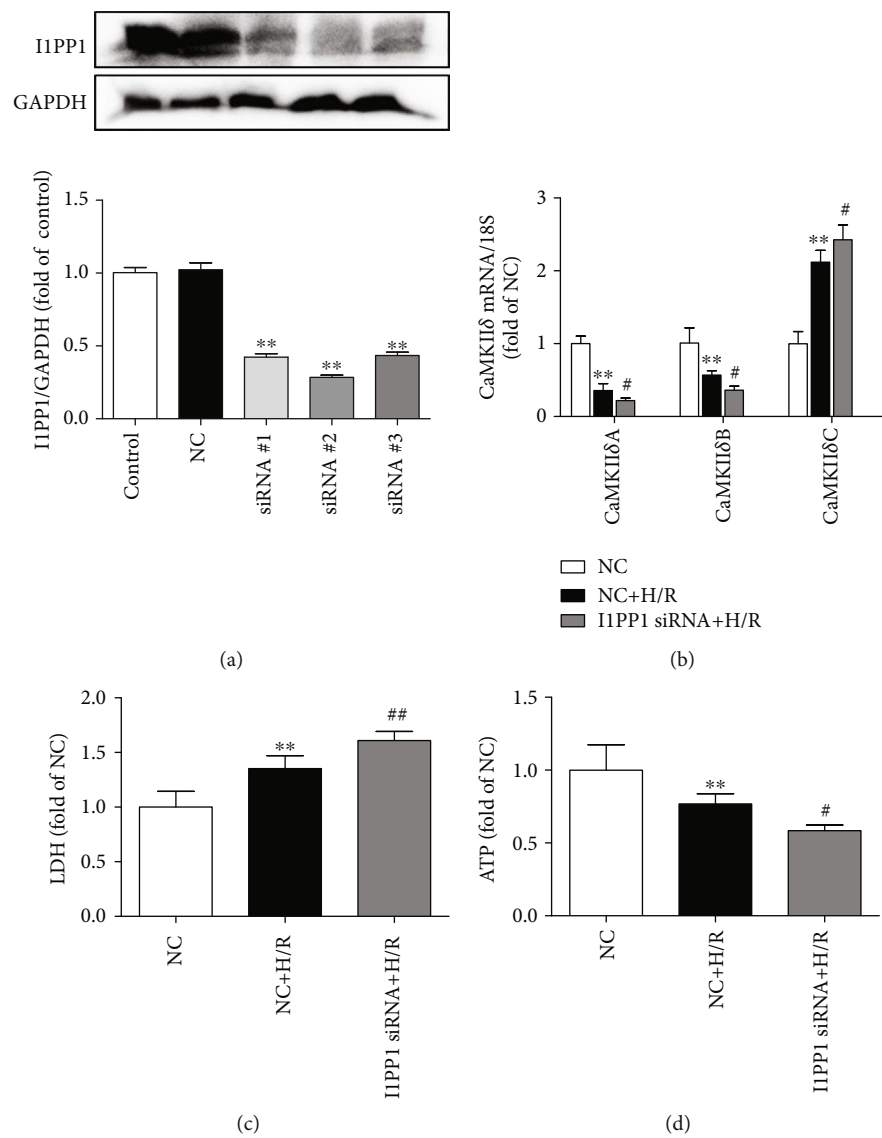 I1PP1
GAPDH
I1PP1/GAPDH (fold of control)
1.5
1.0
0.5
0.0
**
**
**
Control
NC
siRNA #1
siRNA #2
siRNA #3
(a)
CaMKIIδ mRNA/18S
(fold of NC)
3
2
1
0
**
#
**
#
**
#
CaMKIIδA
CaMKIIδB
CaMKIIδC
NC
NC+H/R
I1PP1 siRNA+H/R
(b)
LDH (fold of NC)
2.0
1.5
1.0
0.5
0.0
**
##
NC
NC+H/R
I1PP1 siRNA+H/R
(c)
ATP (fold of NC)
1.5
1.0
0.5
0.0
**
#
NC
NC+H/R
I1PP1 siRNA+H/R
(d)